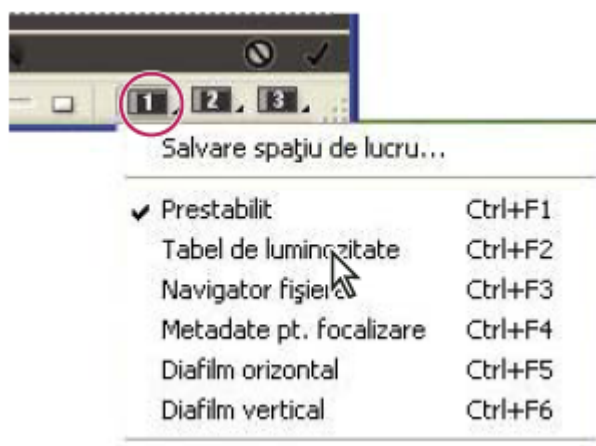 1 2 3
Salvare spaţiu de lucru...
Prestabilit Ctrl+F1
Tabel de luminozitate Ctrl+F2
Navigator Ctrl+F3
Metadate pt. focalizare Ctrl+F4
Diafilm orizontal Ctrl+F5
Diafilm vertical Ctrl+F6